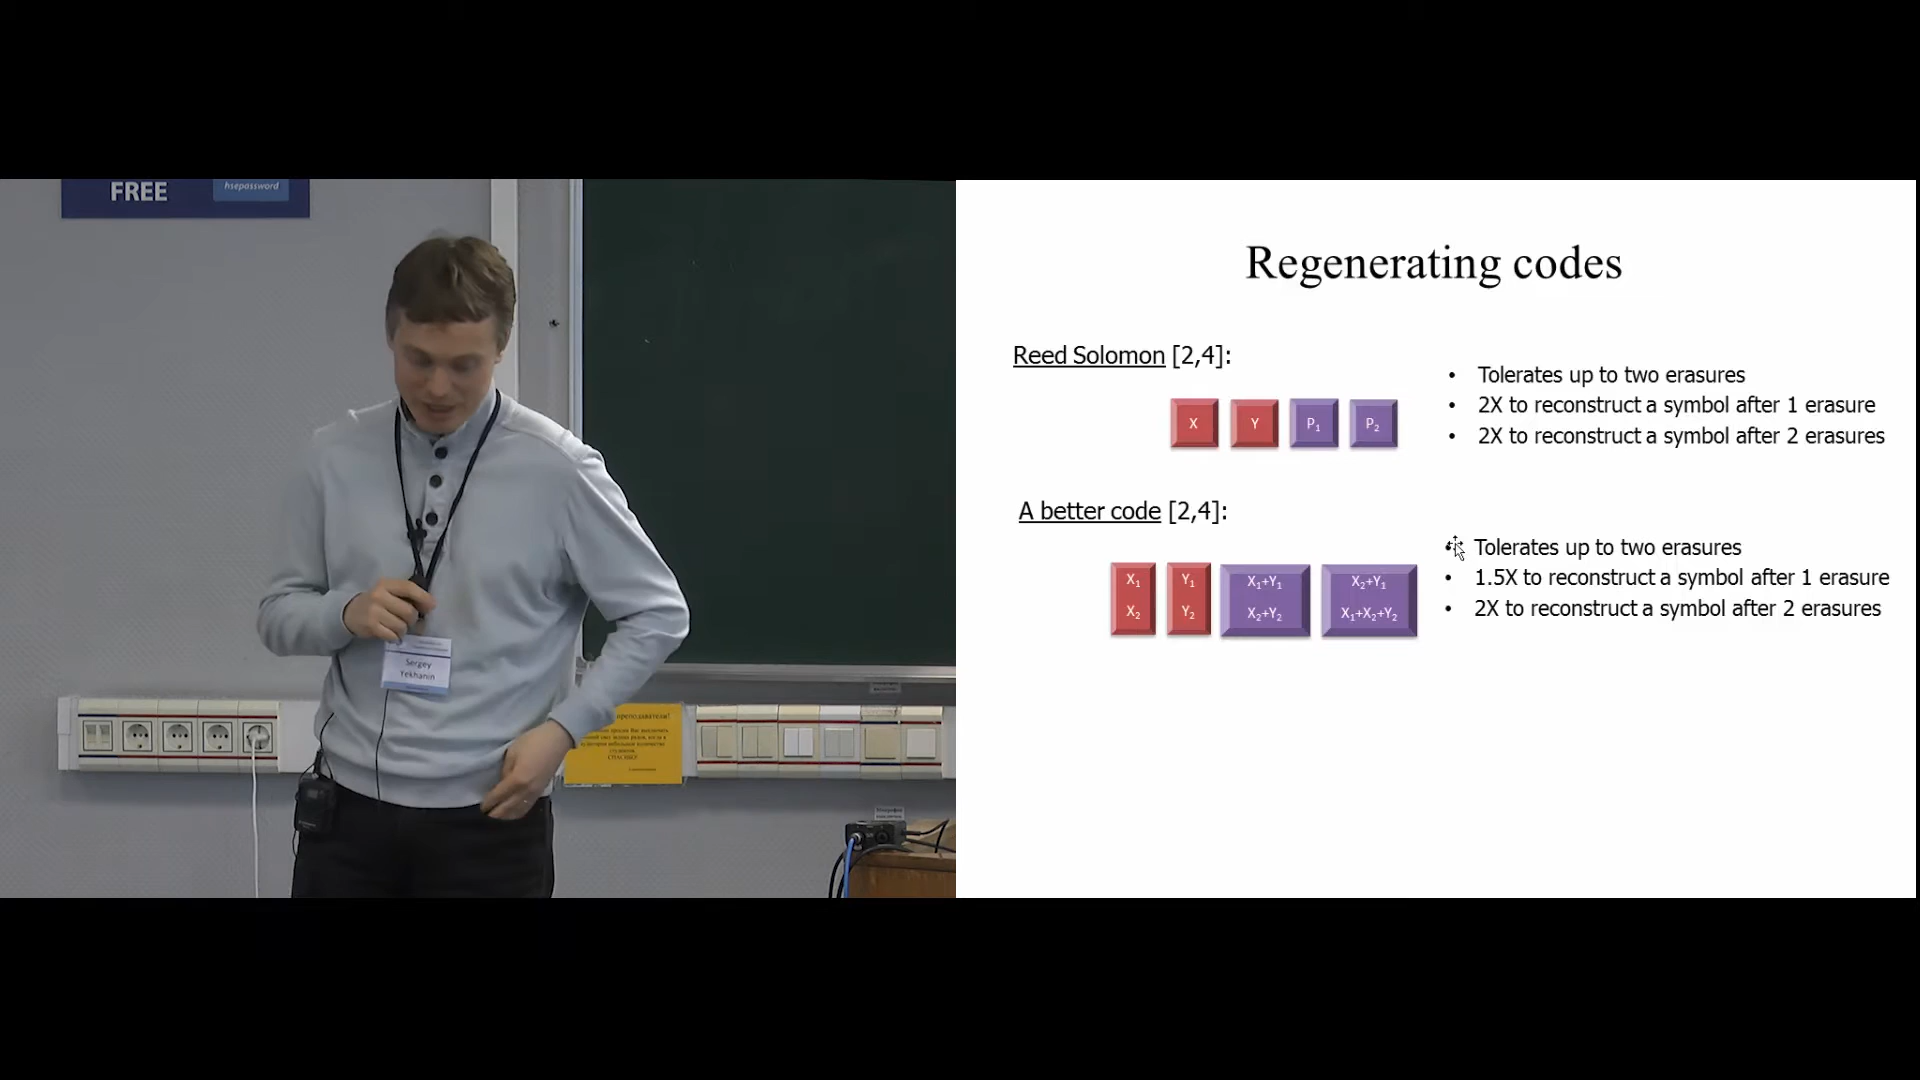 FREE
hsepassword
Sergey
Yekhanin
преподаватели!
СПАСИБО!
Regenerating codes
Reed Solomon [2,4]:
X Y P₁ P₂
• Tolerates up to two erasures
• 2X to reconstruct a symbol after 1 erasure
• 2X to reconstruct a symbol after 2 erasures
A better code [2,4]:
X₁ Y₁ X₁+Y₁ X₂+Y₁
X₂ Y₂ X₂+Y₂ X₁+X₂+Y₂
• Tolerates up to two erasures
• 1.5X to reconstruct a symbol after 1 erasure
• 2X to reconstruct a symbol after 2 erasures